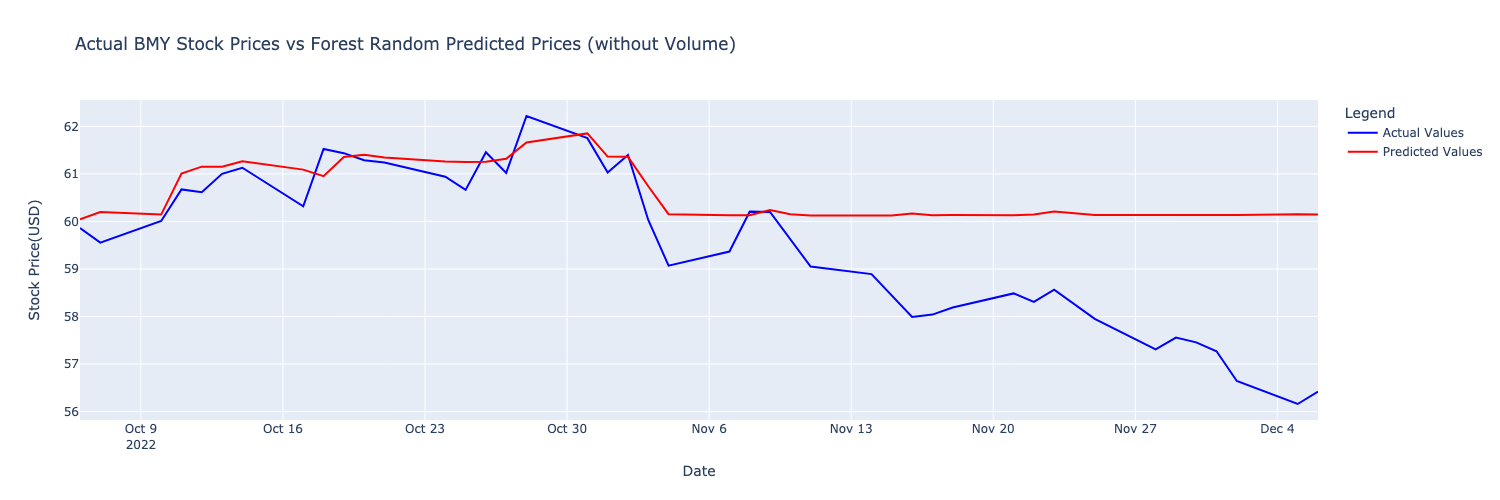 Actual BMY Stock Prices vs Forest Random Predicted Prices (without Volume)
Legend
Actual Values
Predicted Values
Stock Price(USD)
62
61
60
59
58
57
56
Oct 9
2022
Oct 16
Oct 23
Oct 30
Nov 6
Nov 13
Nov 20
Nov 27
Dec 4
Date